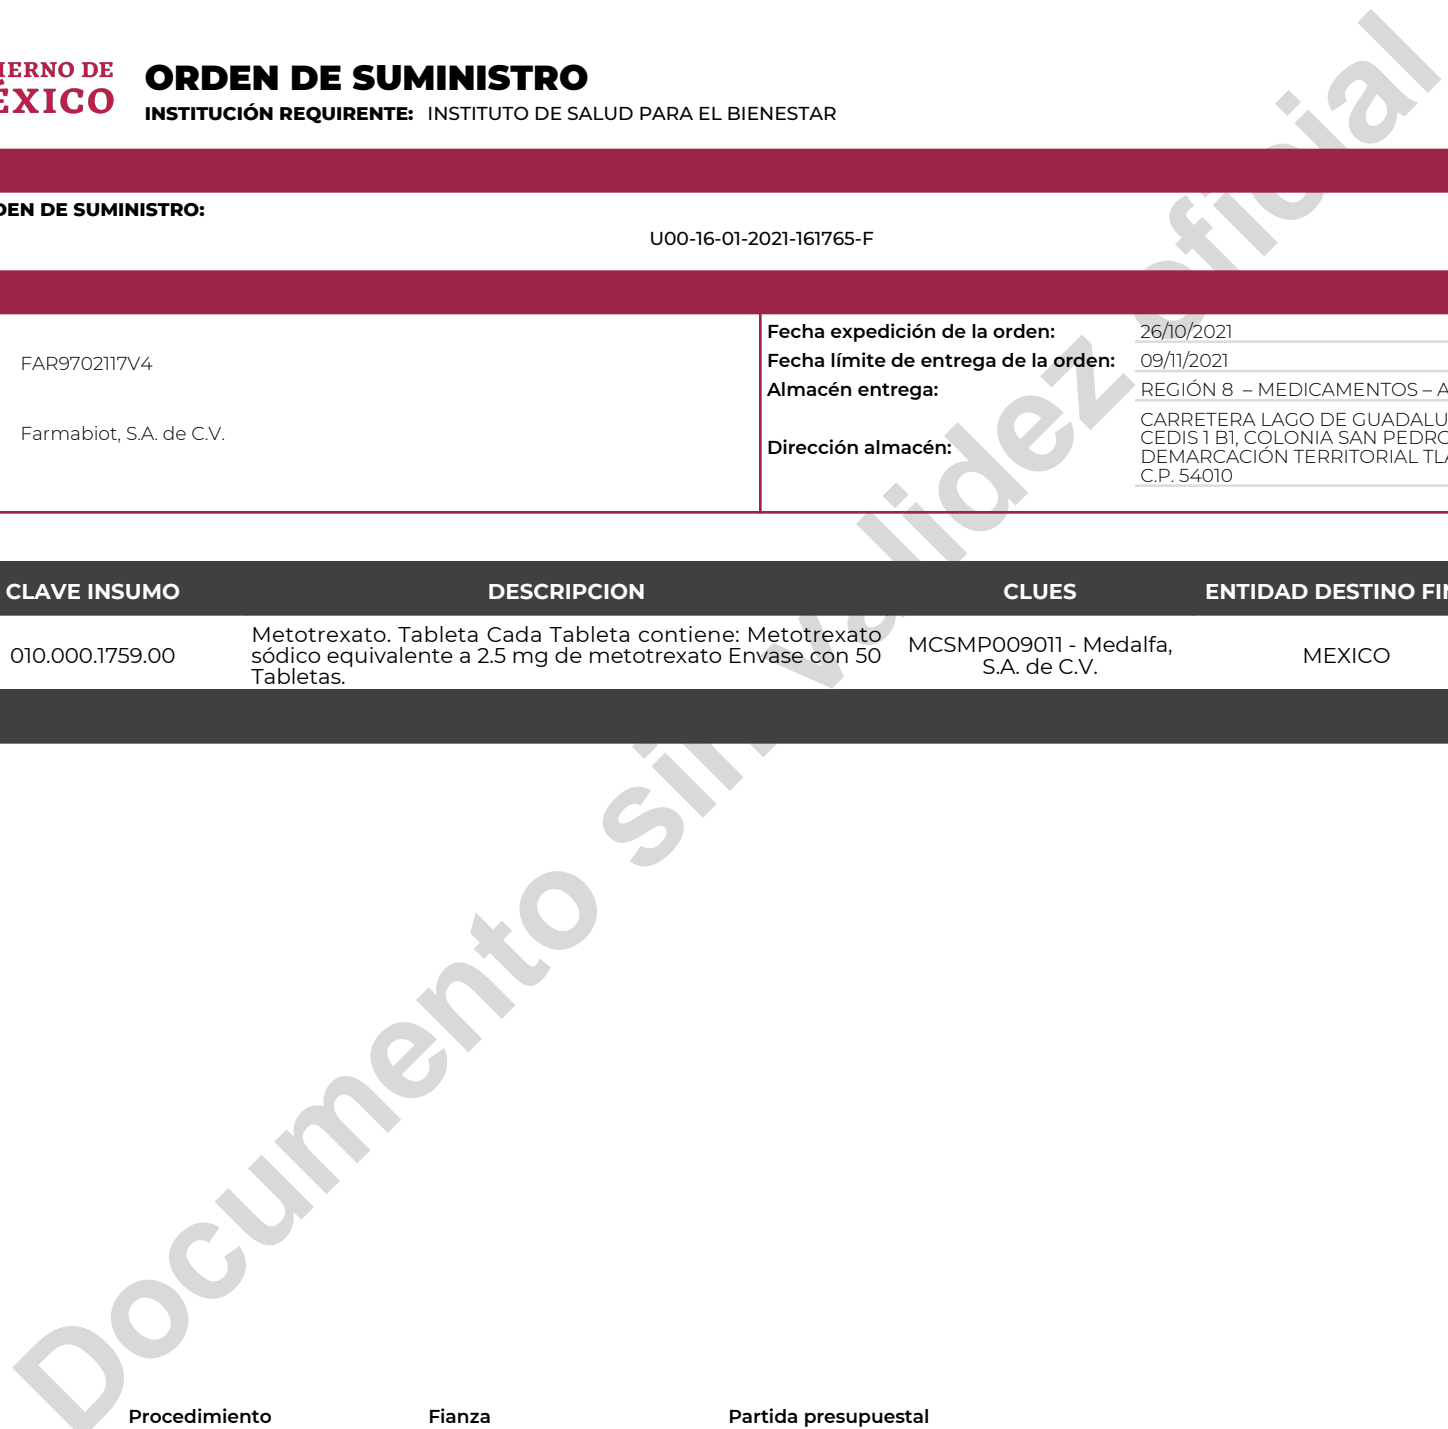 IERNO DE
ÉXICO
ORDEN DE SUMINISTRO
INSTITUCIÓN REQUIRENTE: INSTITUTO DE SALUD PARA EL BIENESTAR
DEN DE SUMINISTRO:
U00-16-01-2021-161765-F
FAR9702117V4
Farmabiot, S.A. de C.V.
Fecha expedición de la orden: 26/10/2021
Fecha límite de entrega de la orden: 09/11/2021
Almacén entrega: REGIÓN 8 – MEDICAMENTOS – A
Dirección almacén:
CARRETERA LAGO DE GUADALU
CEDIS 1 B1, COLONIA SAN PEDRO
DEMARCACIÓN TERRITORIAL TLA
C.P. 54010
CLAVE INSUMO DESCRIPCION CLUES ENTIDAD DESTINO FIN
010.000.1759.00
Metotrexato. Tableta Cada Tableta contiene: Metotrexato
sódico equivalente a 2.5 mg de metotrexato Envase con 50
Tabletas.
MCSMP009011 - Medalfa,
S.A. de C.V.
MEXICO
Documento sin validez oficial
Procedimiento Fianza Partida presupuestal